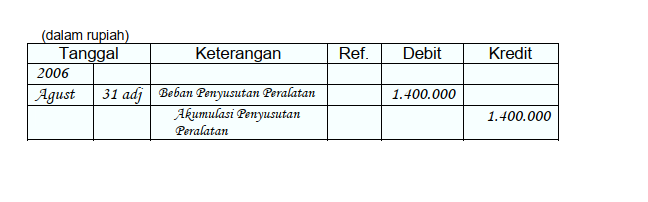 (dalam rupiah)
Tanggal Keterangan Ref. Debit Kredit
2006
Agust 31 adj Beban Penyusutan Peralatan 1.400.000
Akumulasi Penyusutan 1.400.000
Peralatan